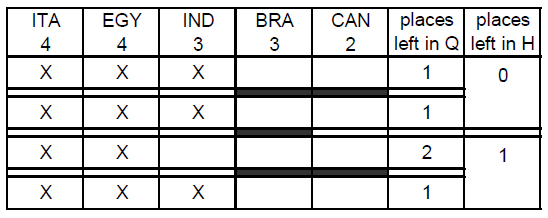 ITA EGY IND BRA CAN places places
4 4 3 3 2 left in Q left in H
X X X 1 0
X X X 1
X X 2 1
X X X 1